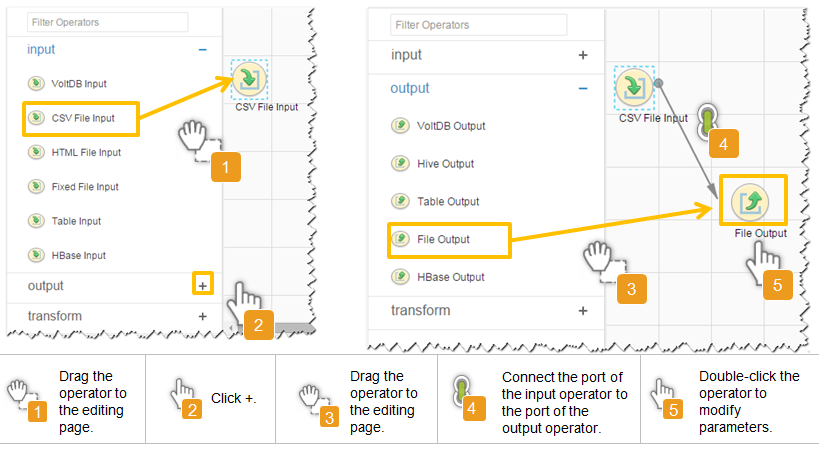 Filter Operators
input
VoltDB Input
CSV File Input
HTML File Input
Fixed File Input
Table Input
HBase Input
output
transform
CSV File Input
1
2
Filter Operators
input
output
VoltDB Output
Hive Output
Table Output
File Output
HBase Output
transform
CSV File Input
4
File Output
3
5
1
Drag the
operator to
the editing
page.
2
Click +.
3
Drag the
operator to
the editing
page.
4
Connect the port of
the input operator to
the port of the
output operator.
5
Double-click the
operator to
modify
parameters.